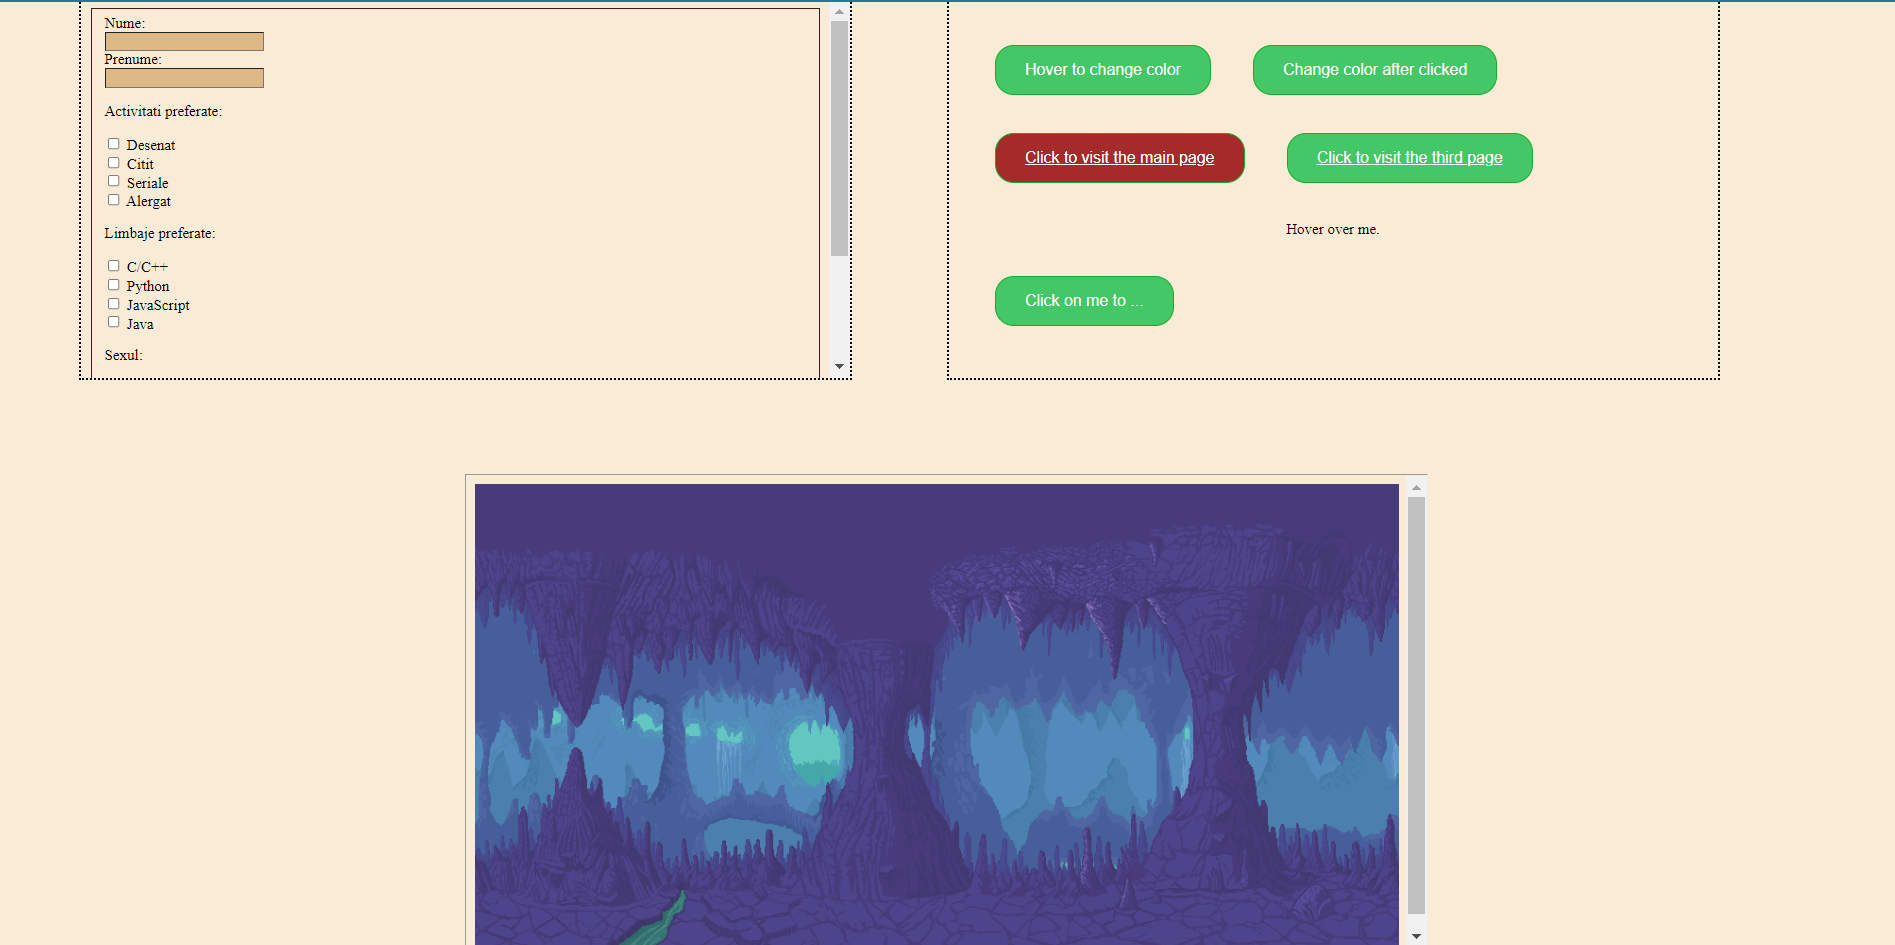 Nume:
Prenume:
Activitati preferate:
Desenat
Citit
Seriale
Alergat
Limbaje preferate:
C/C++
Python
JavaScript
Java
Sexul:
Hover to change color
Change color after clicked
Click to visit the main page
Click to visit the third page
Hover over me.
Click on me to ...